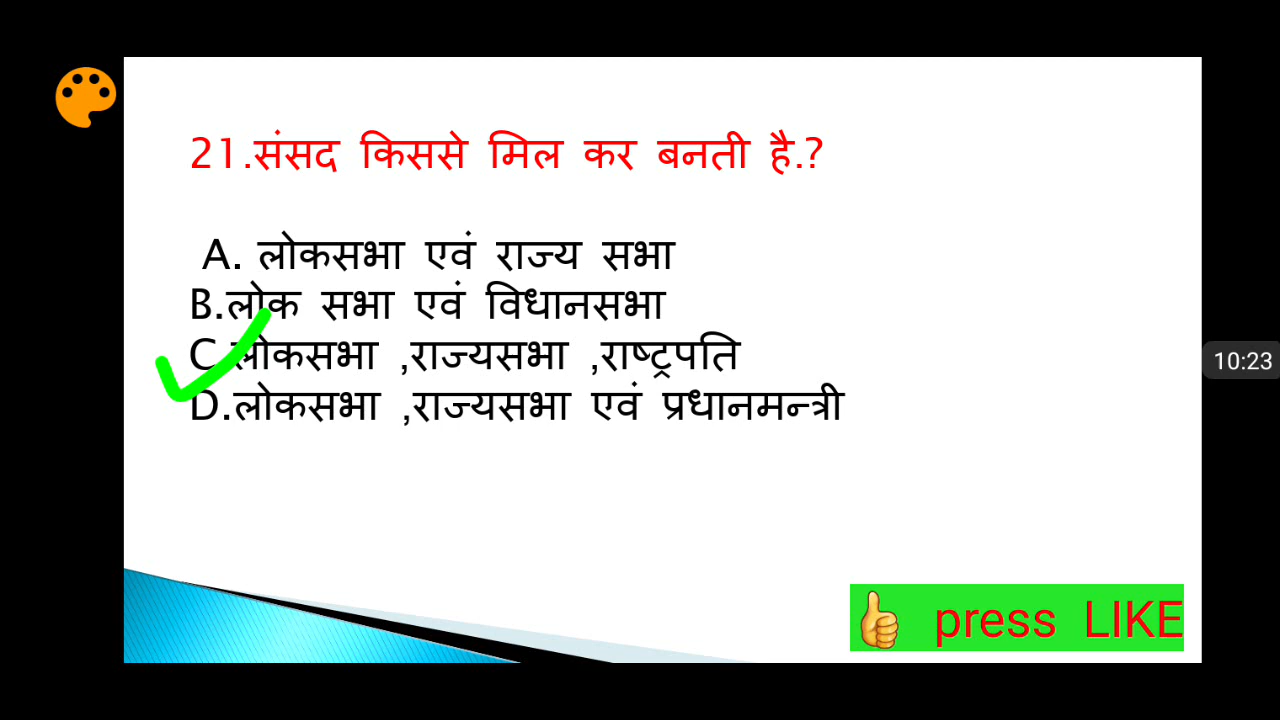 21.संसद किससे मिल कर बनती है.?
A. लोकसभा एवं राज्य सभा
B.लोक सभा एवं विधानसभा
C.लोकसभा ,राज्यसभा ,राष्ट्रपति
D.लोकसभा ,राज्यसभा एवं प्रधानमन्त्री
10:23
👍 press LIKE